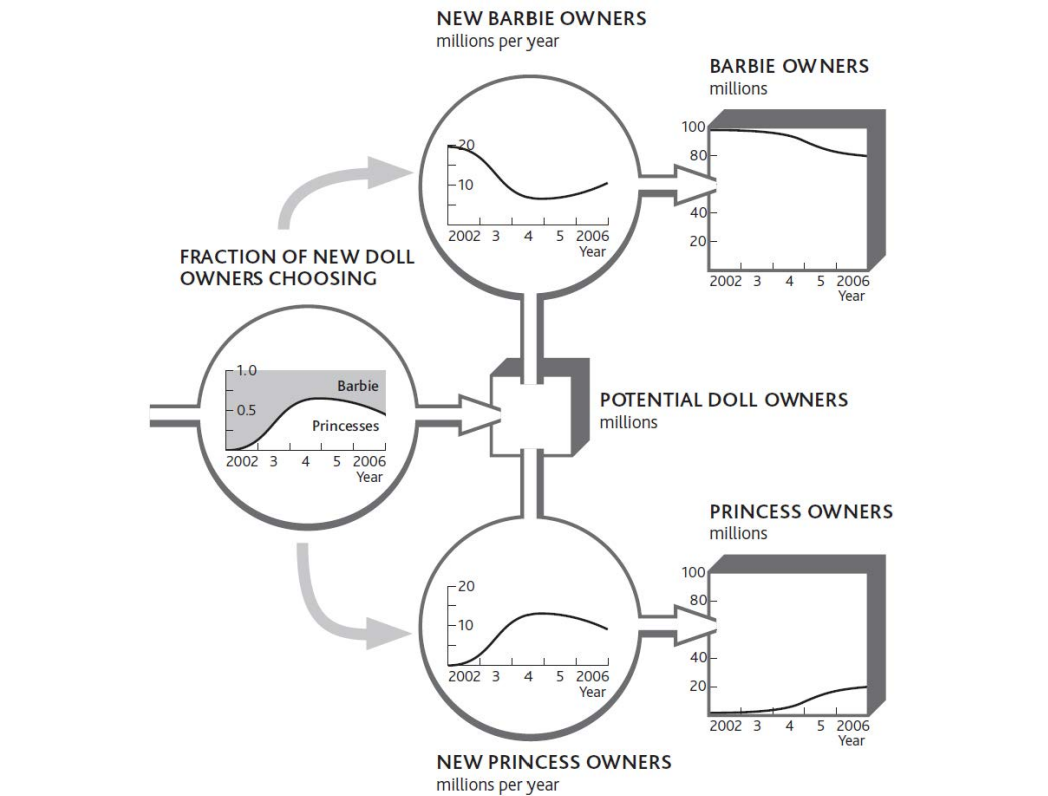 NEW BARBIE OWNERS
millions per year
20
10
2002 3 4 5 2006
Year
BARBIE OWNERS
millions
100
80
40
20
2002 3 4 5 2006
Year
FRACTION OF NEW DOLL
OWNERS CHOOSING
1.0
Barbie
0.5
Princesses
2002 3 4 5 2006
Year
POTENTIAL DOLL OWNERS
millions
20
10
2002 3 4 5 2006
Year
PRINCESS OWNERS
millions
100
80
40
20
2002 3 4 5 2006
Year
NEW PRINCESS OWNERS
millions per year